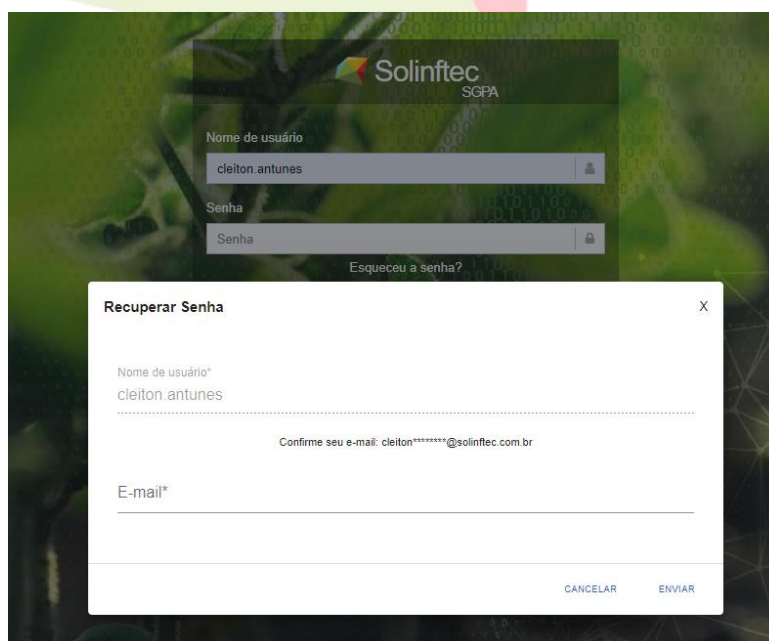 Solinftec
SGPA
Nome de usuário
cleiton.antunes
Senha
Senha
Esqueceu a senha?
Recuperar Senha
X
Nome de usuário*
cleiton.antunes
Confirme seu e-mail: cleiton********@solinftec.com.br
E-mail*
CANCELAR
ENVIAR